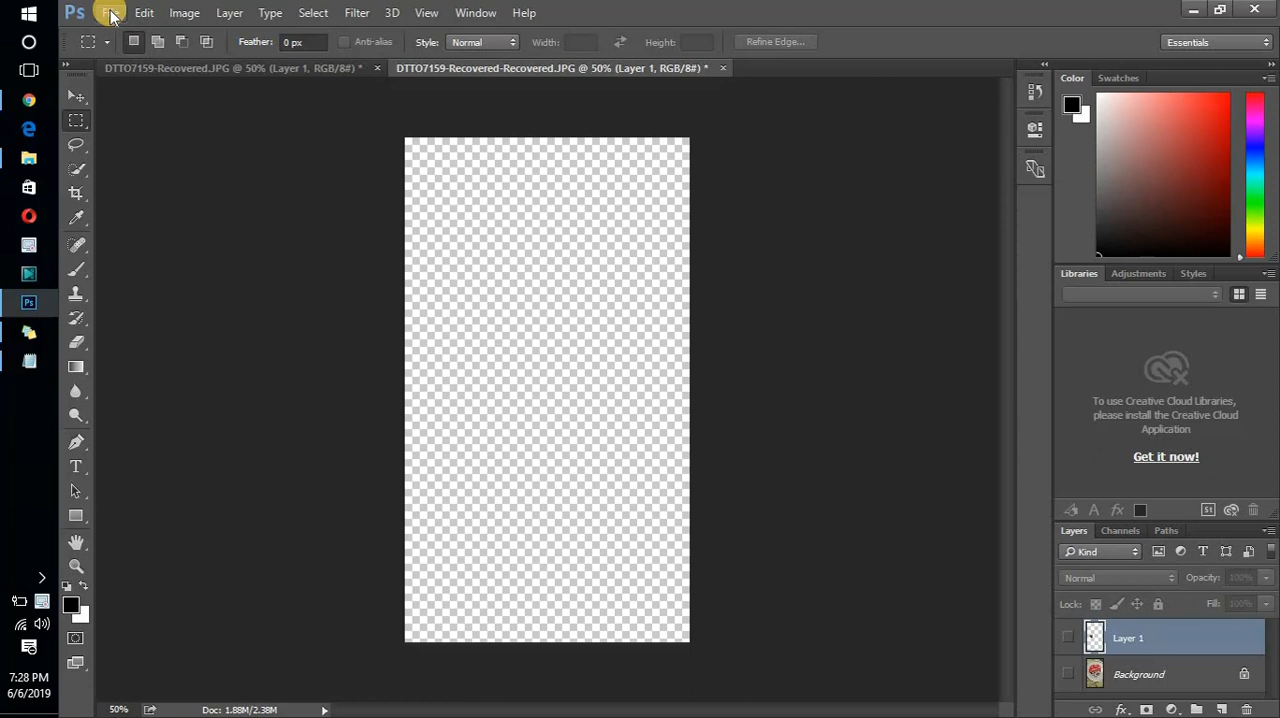 Ps File Edit Image Layer Type Select Filter 3D View Window Help
Feather: 0 px Anti-alias Style: Normal Width: Height: Refine Edge... Essentials
DTTO7159-Recovered.JPG @ 50% (Layer 1, RGB/8#) * × DTTO7159-Recovered-Recovered.JPG @ 50% (Layer 1, RGB/8#) * ×
Color Swatches
Libraries Adjustments Styles
To use Creative Cloud Libraries,
please install the Creative Cloud
Application
Get it now!
Layers Channels Paths
Kind
Normal Opacity: 100%
Lock: Fill: 100%
Layer 1
Background
Ps
7:28 PM
6/6/2019
50% Doc: 1.88M/2.38M